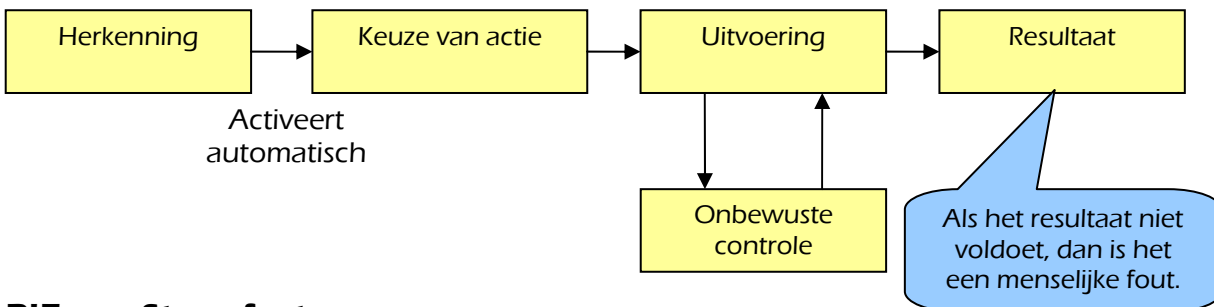 Herkenning
Keuze van actie
Uitvoering
Resultaat
Activeert
automatisch
Onbewuste
controle
Als het resultaat niet
voldoet, dan is het
een menselijke fout.